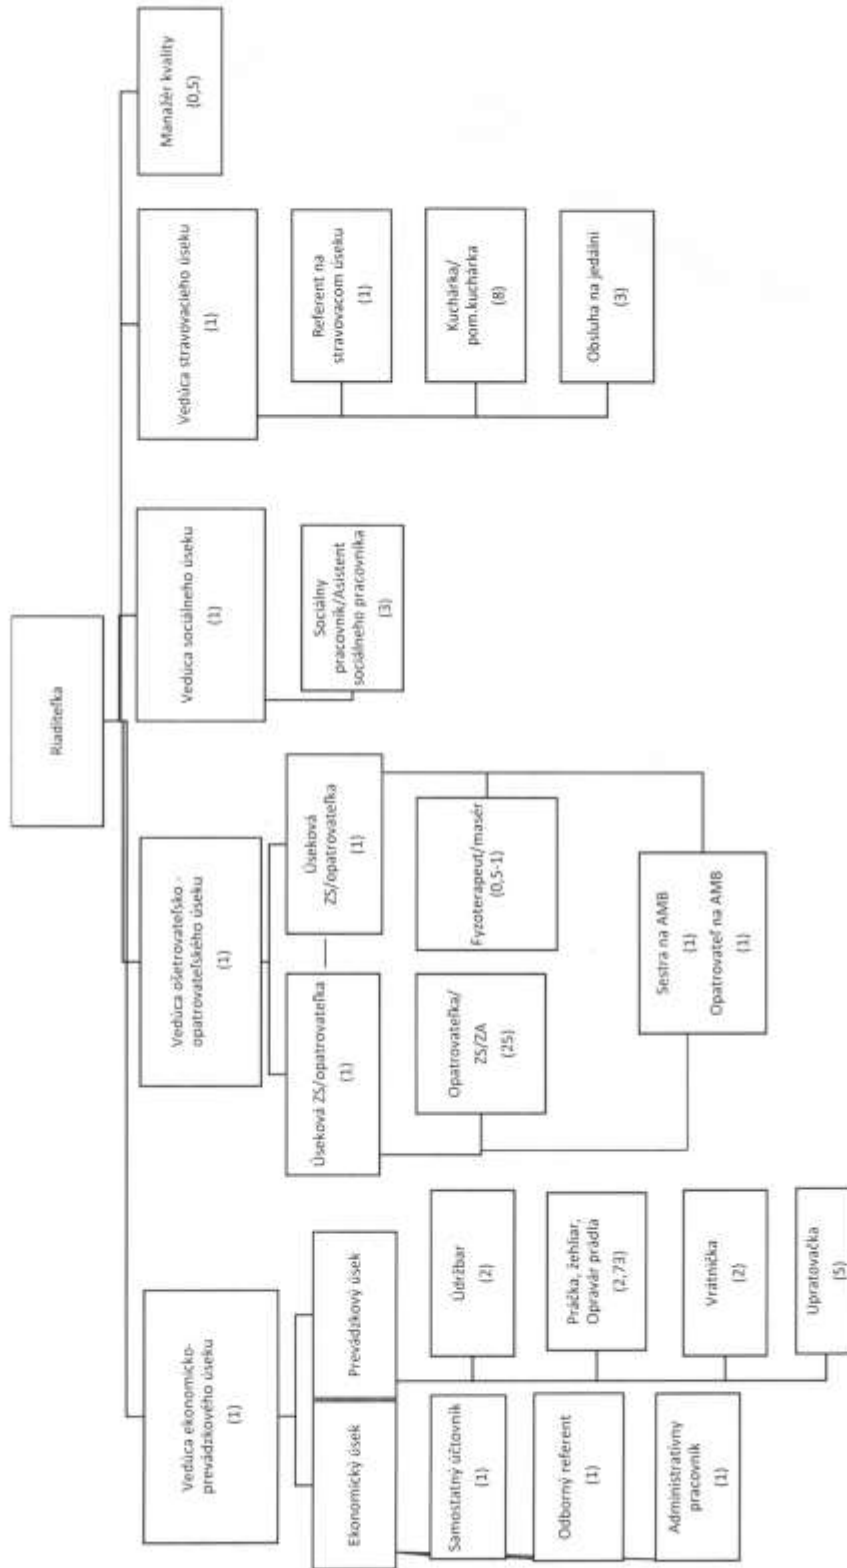 Riaditeľka
Vedúca ekonomicko-
prevádzkového úseku
(1)
Ekonomický úsek
Samostatný účtovník
(1)
Odborný referent
(1)
Administratívny
pracovník
(1)
Prevádzkový úsek
Údržbar
(2)
Práčka, žehliar,
Opravár prádla
(2,73)
Vrátnička
(2)
Upratovačka
(5)
Vedúca ošetrovateľsko -
opatrovateľského úseku
(1)
Úseková ZS/opatrovateľka
(1)
Úseková
ZS/opatrovateľka
(1)
Opatrovateľka/
ZS/ZA
(25)
Fyzoterapeut/masér
(0,5-1)
Sestra na AMB
(1)
Opatrovateľ na AMB
(1)
Vedúca sociálneho úseku
(1)
Sociálny
pracovník/Asistent
sociálneho pracovníka
(3)
Vedúca stravovacieho úseku
(1)
Referent na
stravovacom úseku
(1)
Kuchárka/
pom.kuchárka
(8)
Obsluha na jedálni
(3)
Manažér kvality
(0,5)